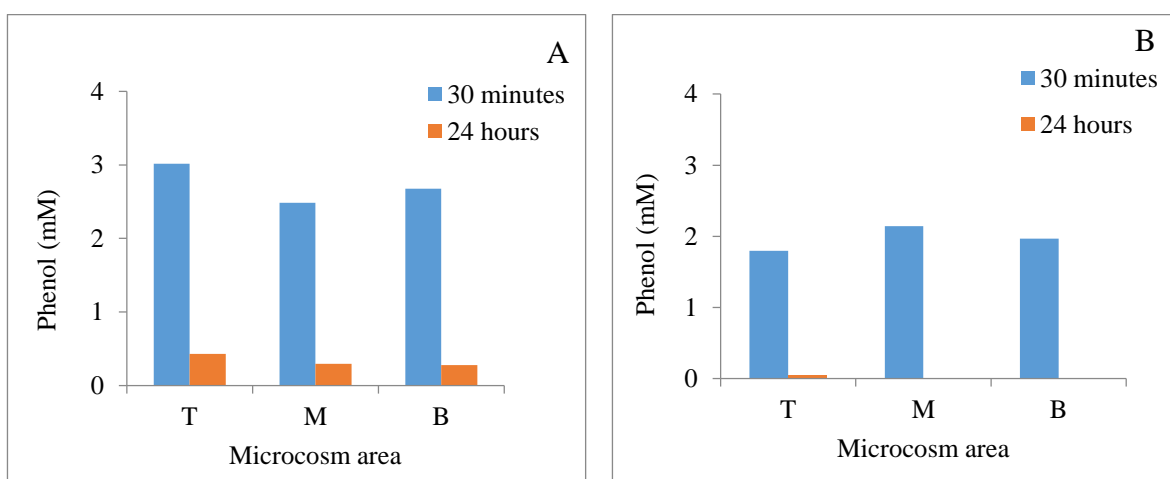 A
30 minutes
24 hours
4
3
2
1
0
Phenol (mM)
T M B
Microcosm area
B
30 minutes
24 hours
4
3
2
1
0
Phenol (mM)
T M B
Microcosm area